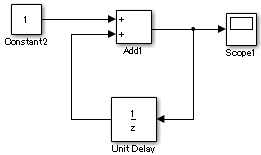 1
Constant2
+
+
Add1
Scope1
1
z
Unit Delay